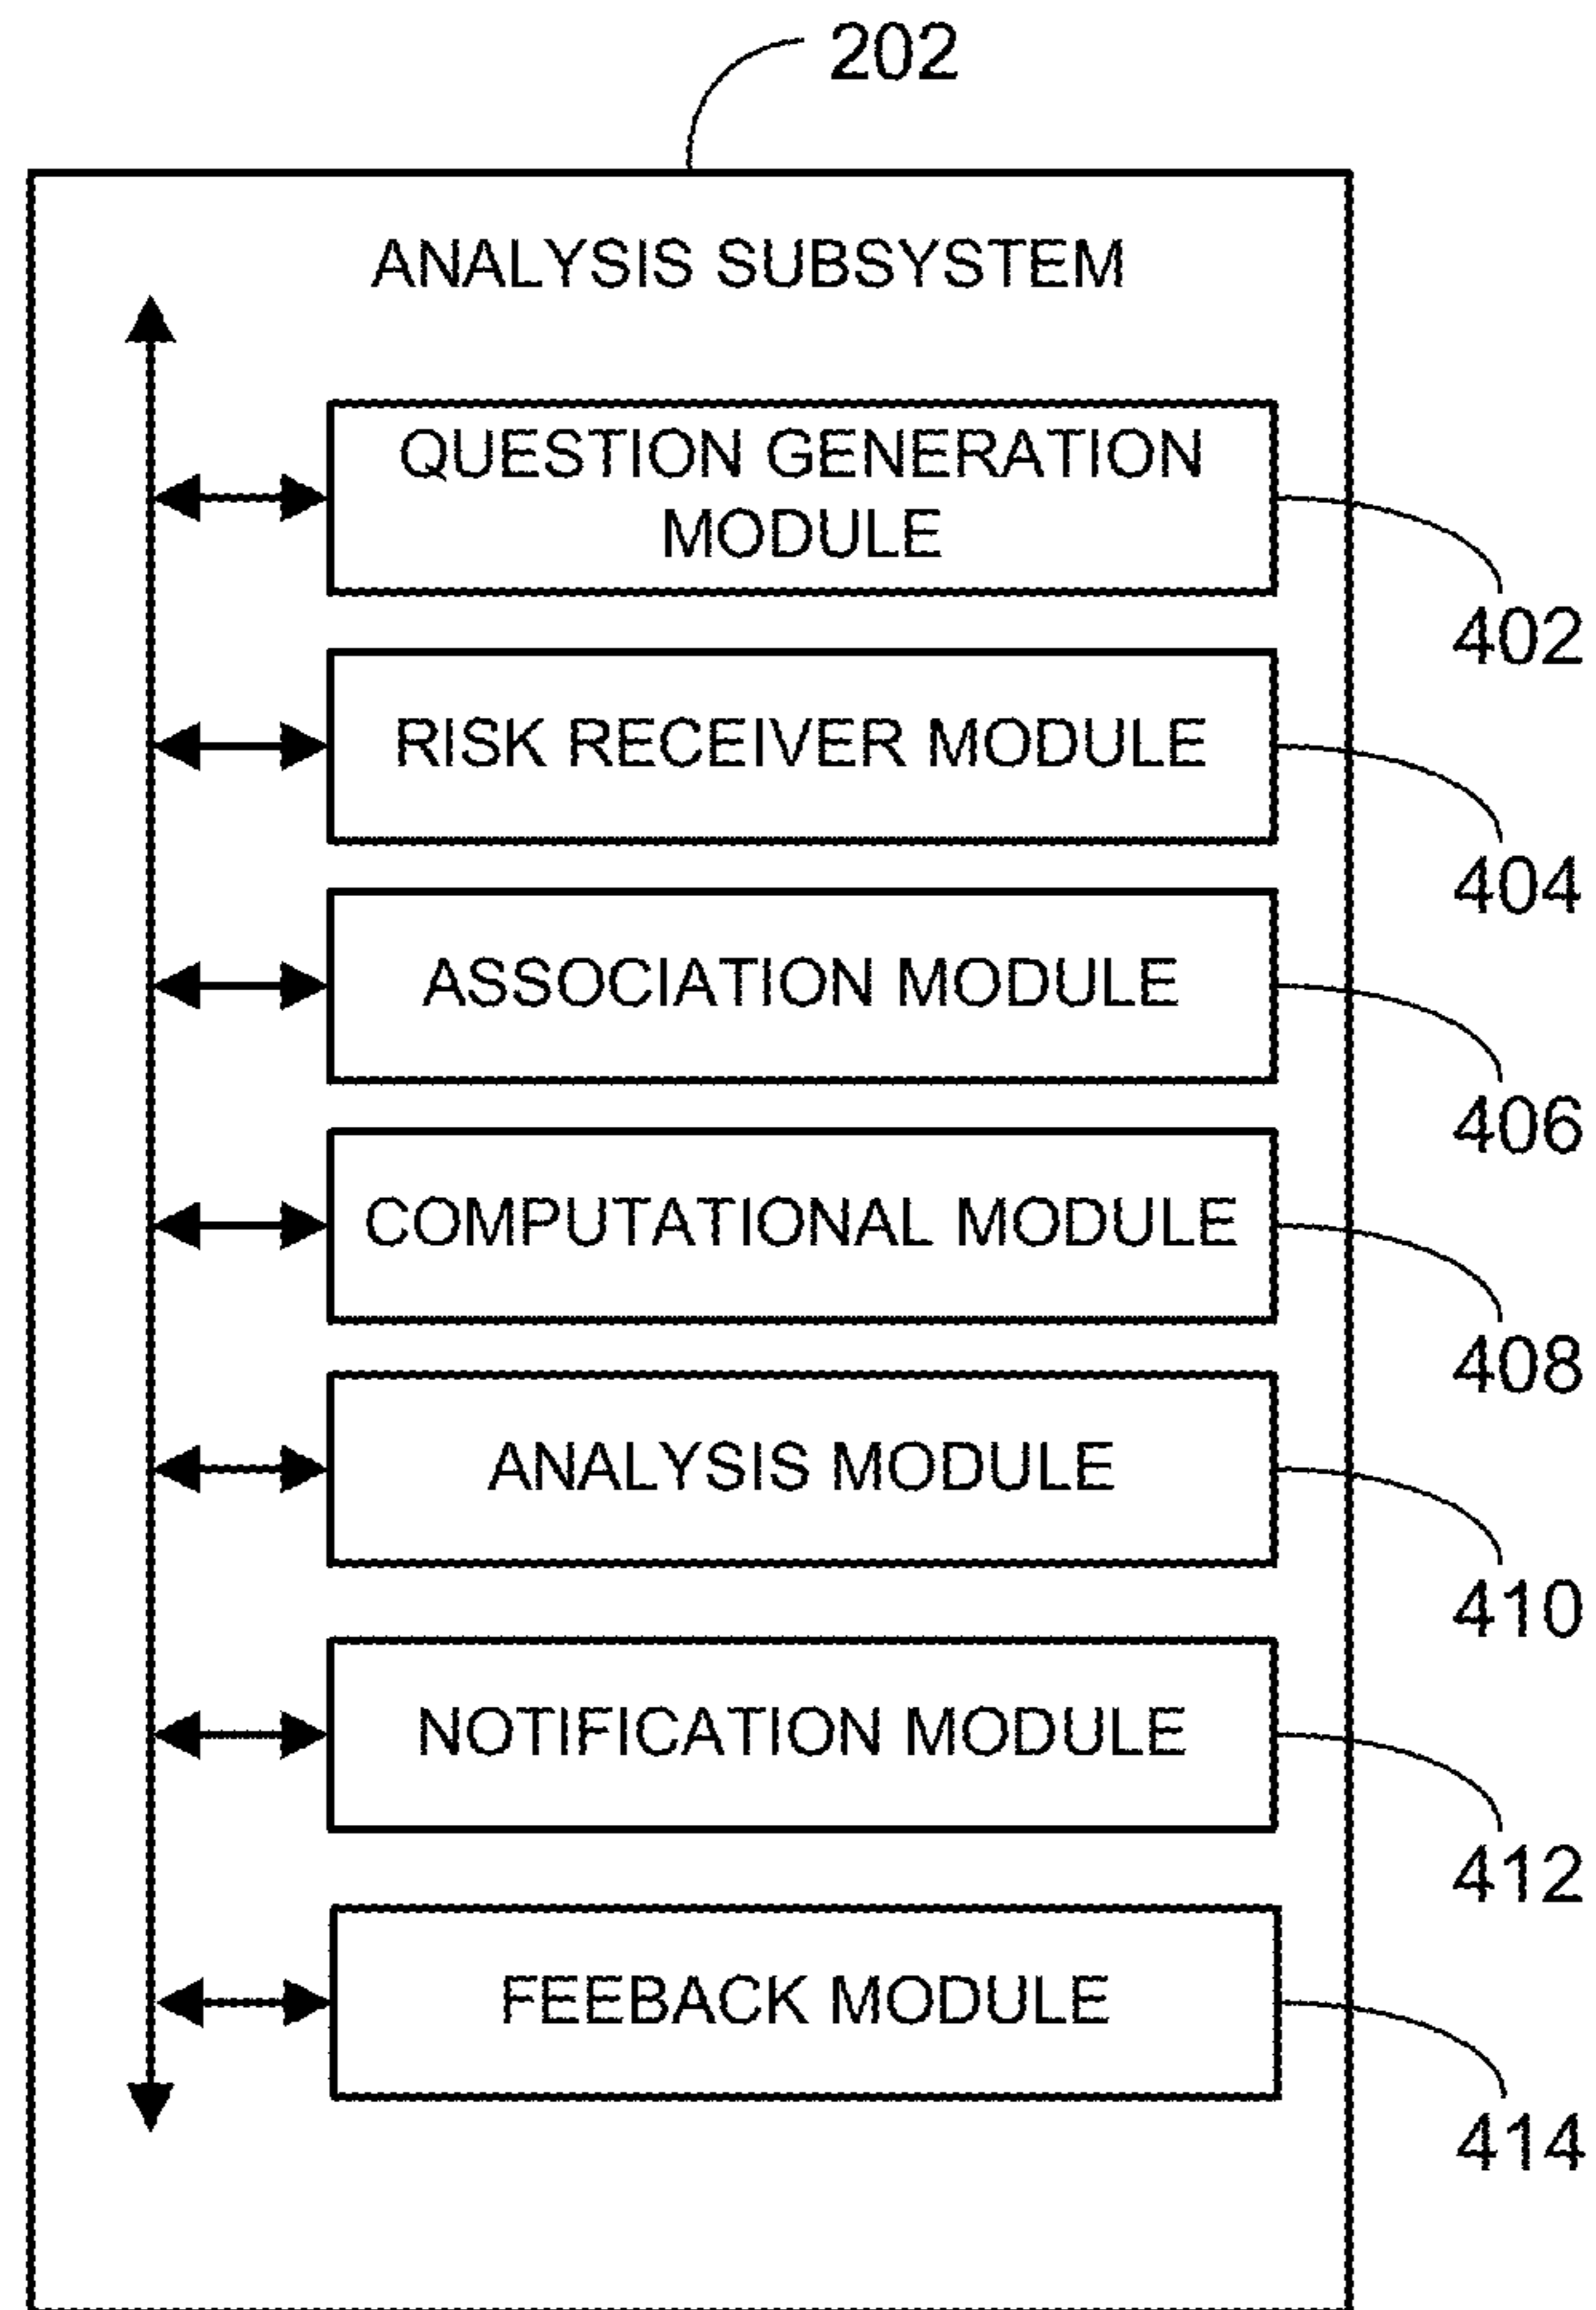 202
ANALYSIS SUBSYSTEM
QUESTION GENERATION
MODULE
402
RISK RECEIVER MODULE
404
ASSOCIATION MODULE
406
COMPUTATIONAL MODULE
408
ANALYSIS MODULE
410
NOTIFICATION MODULE
412
FEEBACK MODULE
414